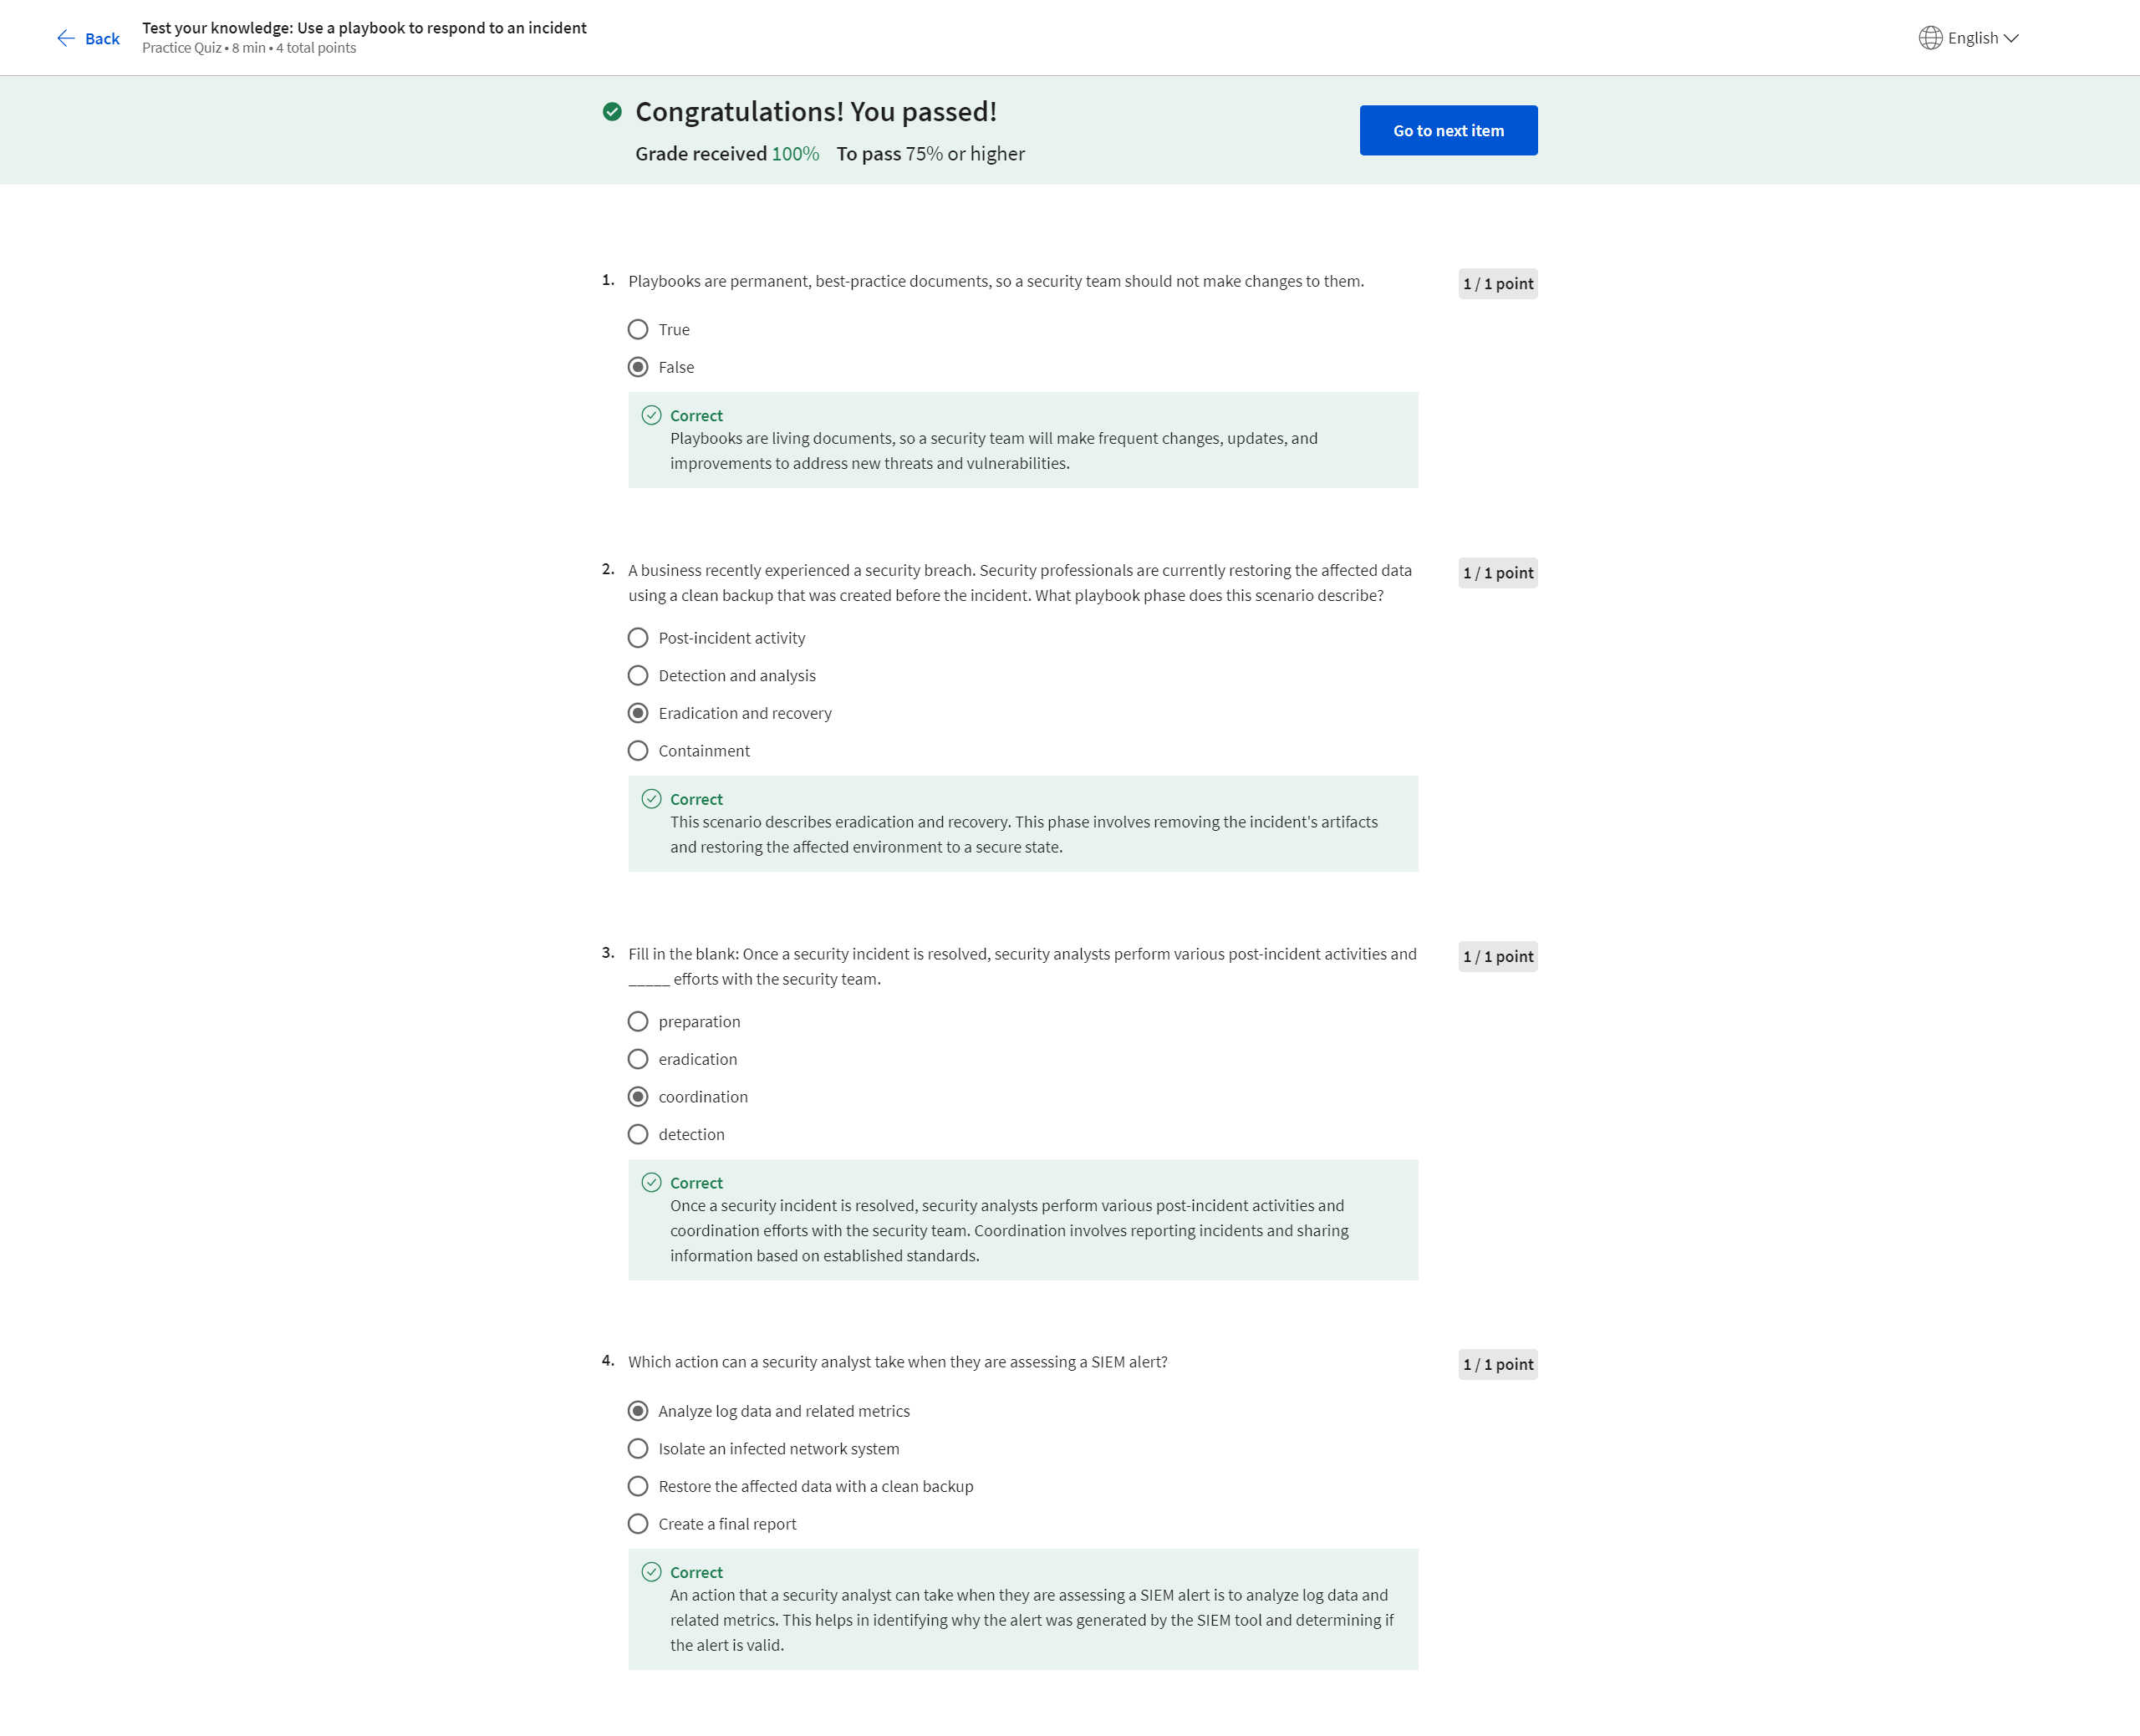 Back
Test your knowledge: Use a playbook to respond to an incident
Practice Quiz • 8 min • 4 total points
English
Congratulations! You passed!
Grade received 100% To pass 75% or higher
Go to next item
1. Playbooks are permanent, best-practice documents, so a security team should not make changes to them.
1 / 1 point
True
False
Correct
Playbooks are living documents, so a security team will make frequent changes, updates, and
improvements to address new threats and vulnerabilities.
2. A business recently experienced a security breach. Security professionals are currently restoring the affected data
using a clean backup that was created before the incident. What playbook phase does this scenario describe?
1 / 1 point
Post-incident activity
Detection and analysis
Eradication and recovery
Containment
Correct
This scenario describes eradication and recovery. This phase involves removing the incident's artifacts
and restoring the affected environment to a secure state.
3. Fill in the blank: Once a security incident is resolved, security analysts perform various post-incident activities and
_____ efforts with the security team.
1 / 1 point
preparation
eradication
coordination
detection
Correct
Once a security incident is resolved, security analysts perform various post-incident activities and
coordination efforts with the security team. Coordination involves reporting incidents and sharing
information based on established standards.
4. Which action can a security analyst take when they are assessing a SIEM alert?
1 / 1 point
Analyze log data and related metrics
Isolate an infected network system
Restore the affected data with a clean backup
Create a final report
Correct
An action that a security analyst can take when they are assessing a SIEM alert is to analyze log data and
related metrics. This helps in identifying why the alert was generated by the SIEM tool and determining if
the alert is valid.